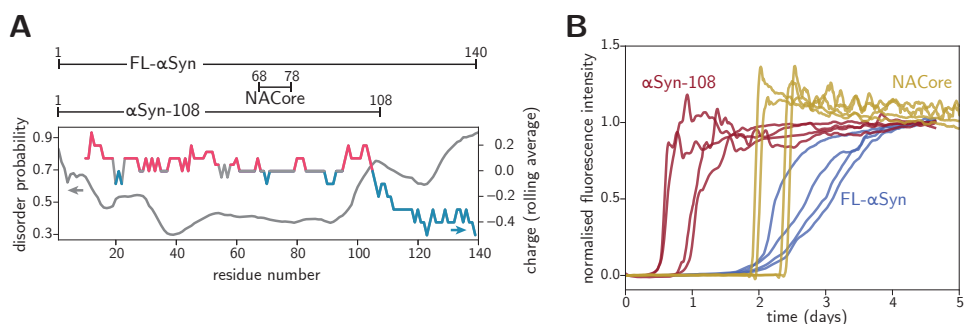 A
1
140
FL-αSyn
68 78
NACore
1
108
αSyn-108
disorder probability
0.9
0.7
0.5
0.3
0.2
0.0
−0.2
−0.4
charge (rolling average)
20 40 60 80 100 120 140
residue number
B
normalised fluorescence intensity
1.5
1.0
0.5
0.0
αSyn-108
NACore
FL-αSyn
0 1 2 3 4 5
time (days)